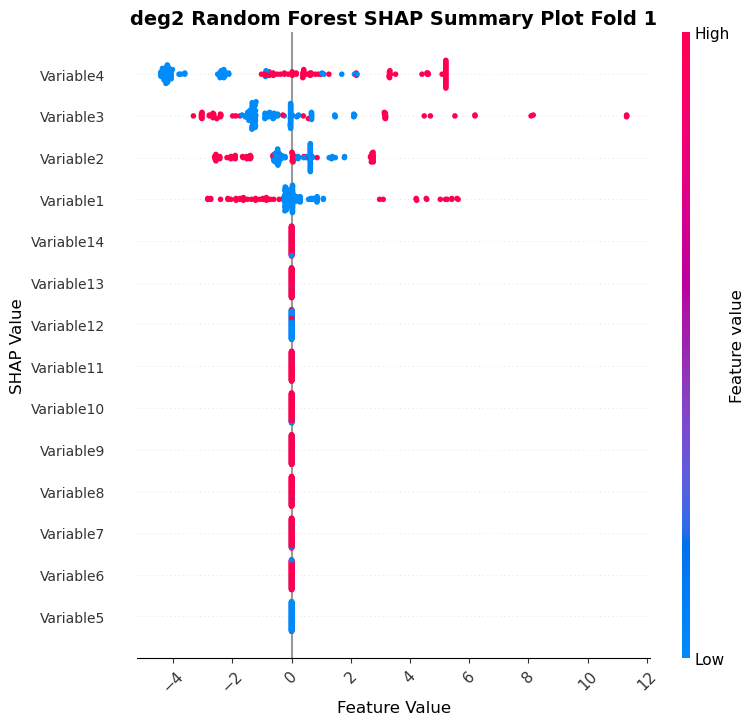 deg2 Random Forest SHAP Summary Plot Fold 1
High
Variable4
Variable3
Variable2
Variable1
Variable14
Variable13
Variable12
Variable11
Variable10
Variable9
Variable8
Variable7
Variable6
Variable5
SHAP Value
Feature value
Low
−4
−2
0
2
4
6
8
10
12
Feature Value